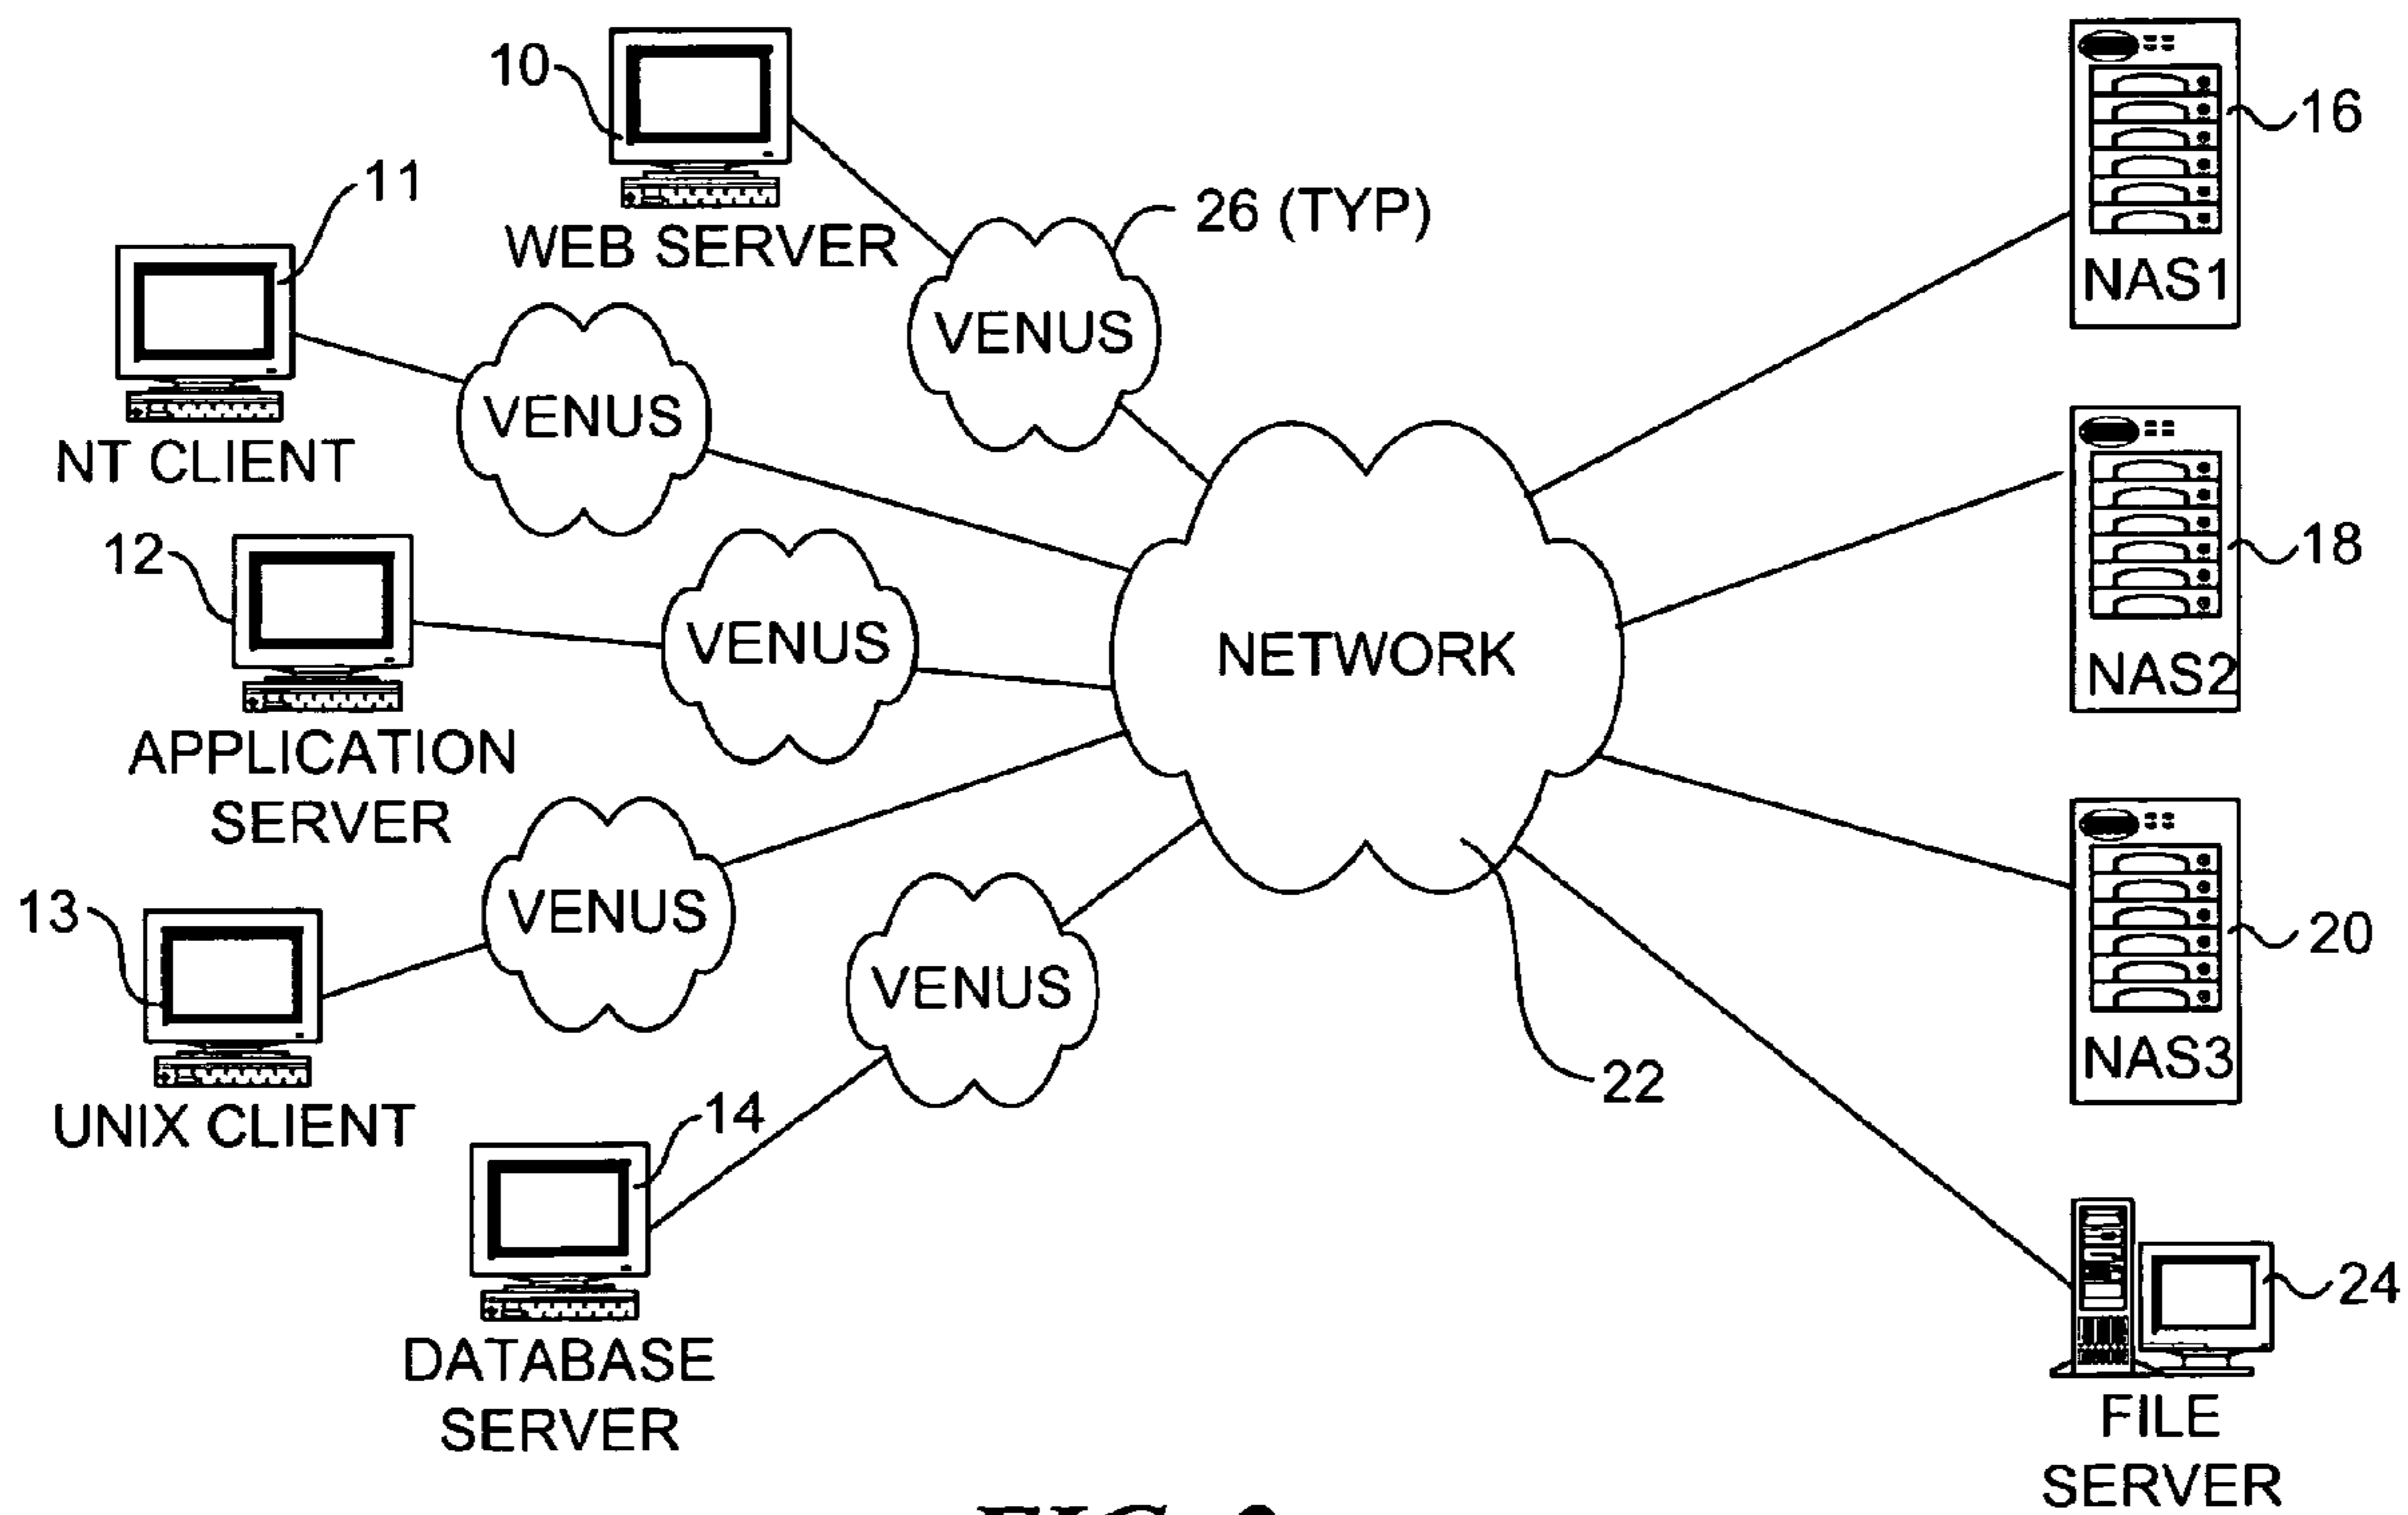 10
WEB SERVER
11
NT CLIENT
26 (TYP)
VENUS
VENUS
12
APPLICATION
SERVER
VENUS
13
UNIX CLIENT
VENUS
14
DATABASE
SERVER
VENUS
NETWORK
22
16
NAS1
18
NAS2
20
NAS3
24
FILE
SERVER